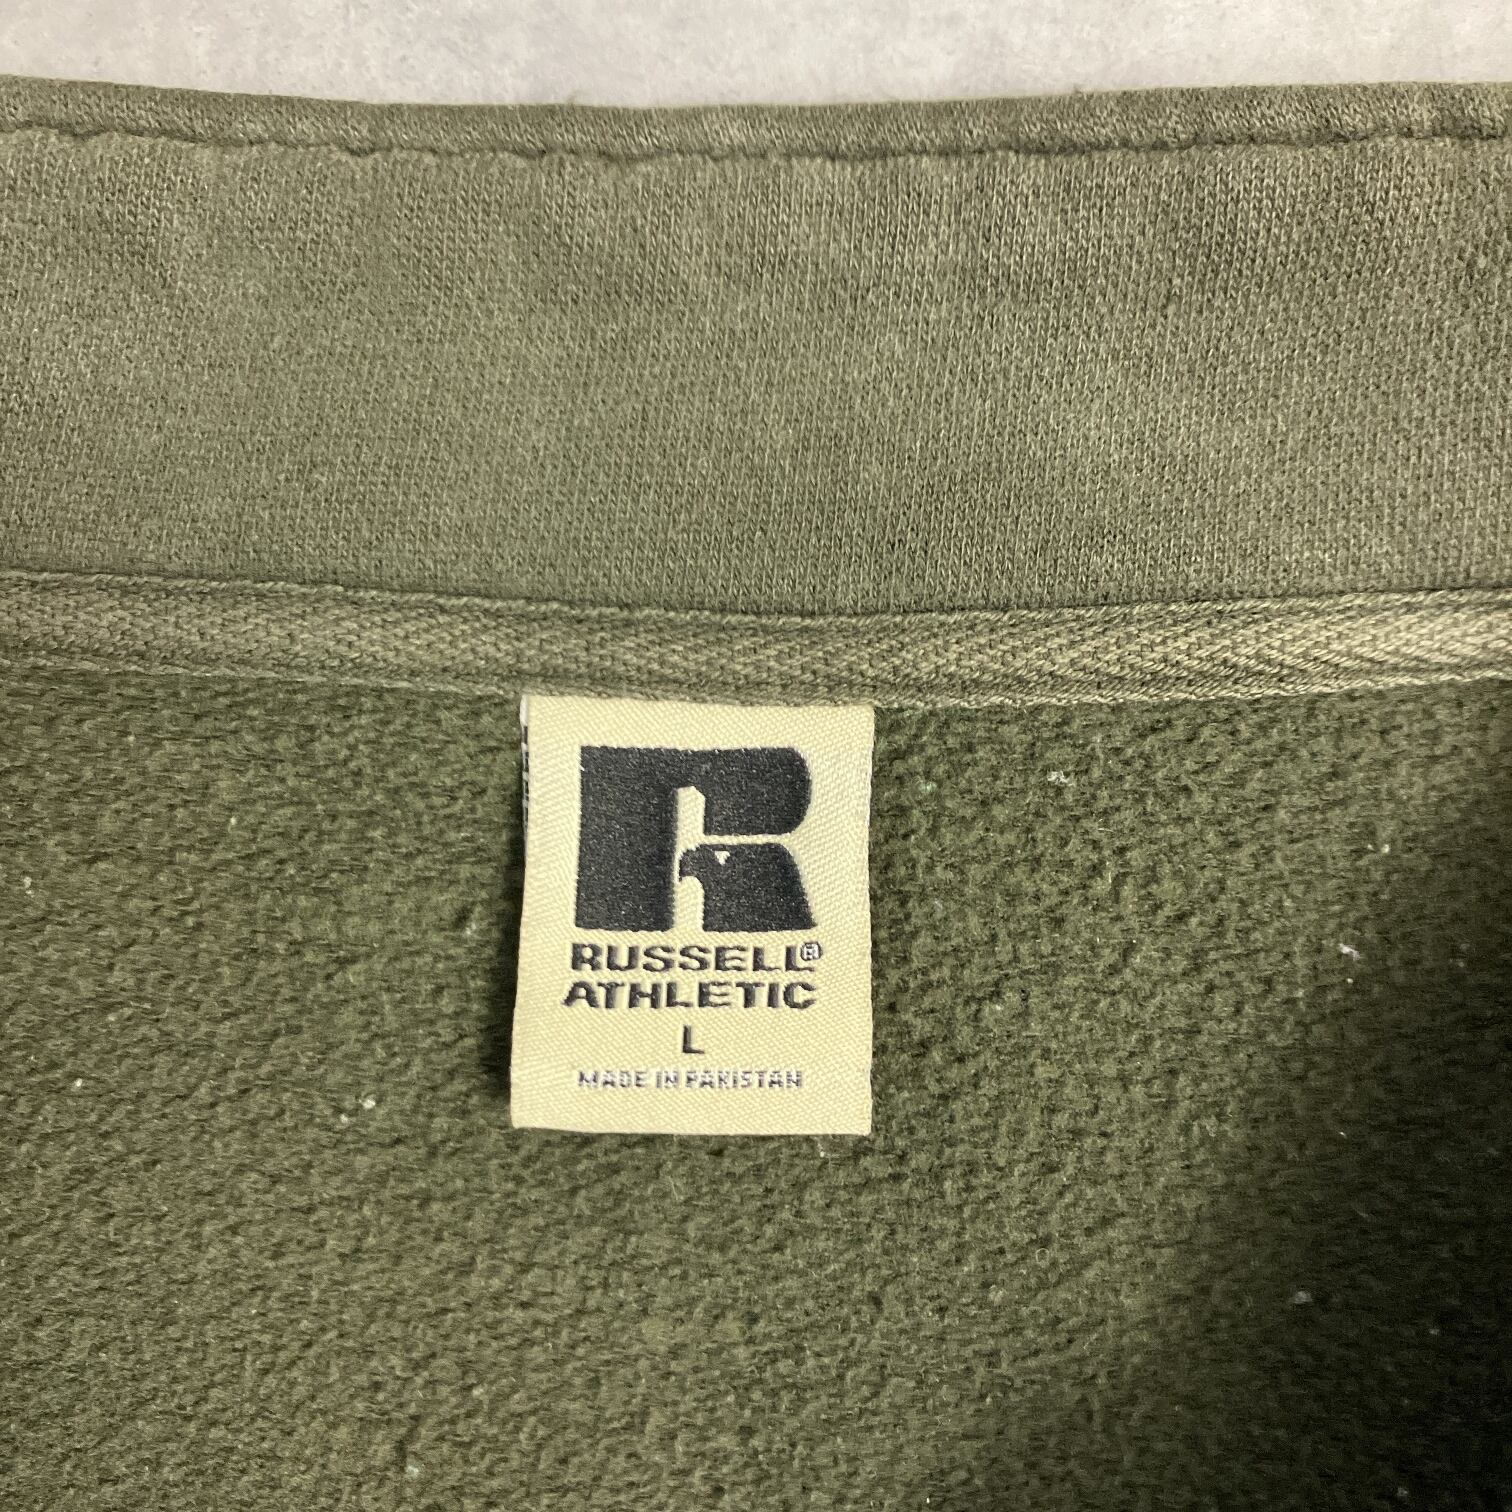 RUSSELL®
ATHLETIC
L
MADE IN PAKISTAN